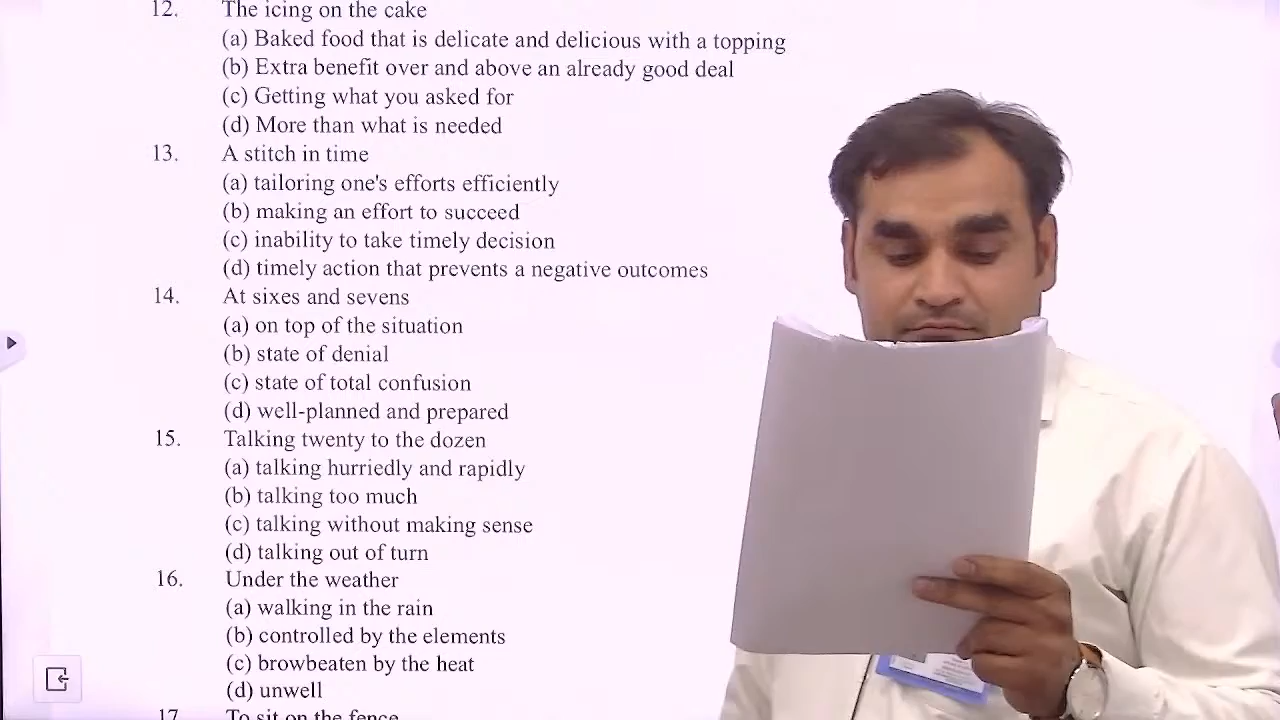 12. The icing on the cake
(a) Baked food that is delicate and delicious with a topping
(b) Extra benefit over and above an already good deal
(c) Getting what you asked for
(d) More than what is needed
13. A stitch in time
(a) tailoring one's efforts efficiently
(b) making an effort to succeed
(c) inability to take timely decision
(d) timely action that prevents a negative outcomes
14. At sixes and sevens
(a) on top of the situation
(b) state of denial
(c) state of total confusion
(d) well-planned and prepared
15. Talking twenty to the dozen
(a) talking hurriedly and rapidly
(b) talking too much
(c) talking without making sense
(d) talking out of turn
16. Under the weather
(a) walking in the rain
(b) controlled by the elements
(c) browbeaten by the heat
(d) unwell
17. To sit on the fence